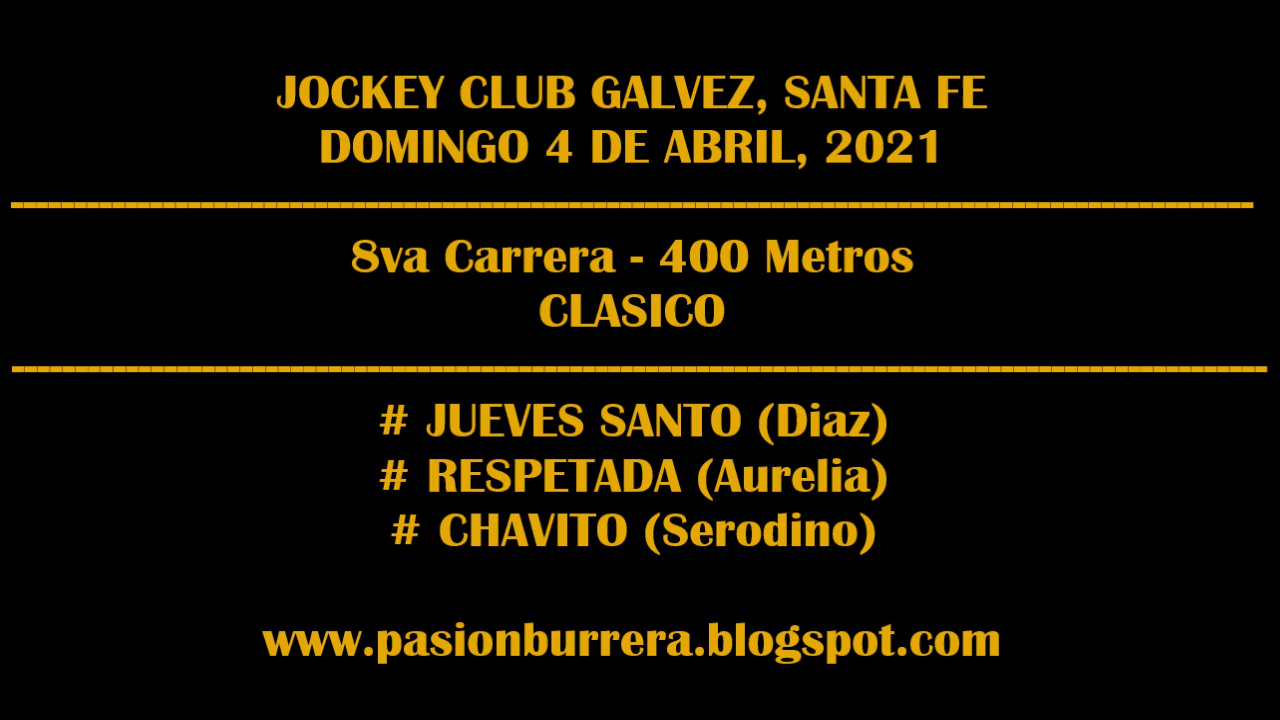 JOCKEY CLUB GALVEZ, SANTA FE
DOMINGO 4 DE ABRIL, 2021
8va Carrera - 400 Metros
CLASICO
# JUEVES SANTO (Diaz)
# RESPETADA (Aurelia)
# CHAVITO (Serodino)
www.pasionburrera.blogspot.com